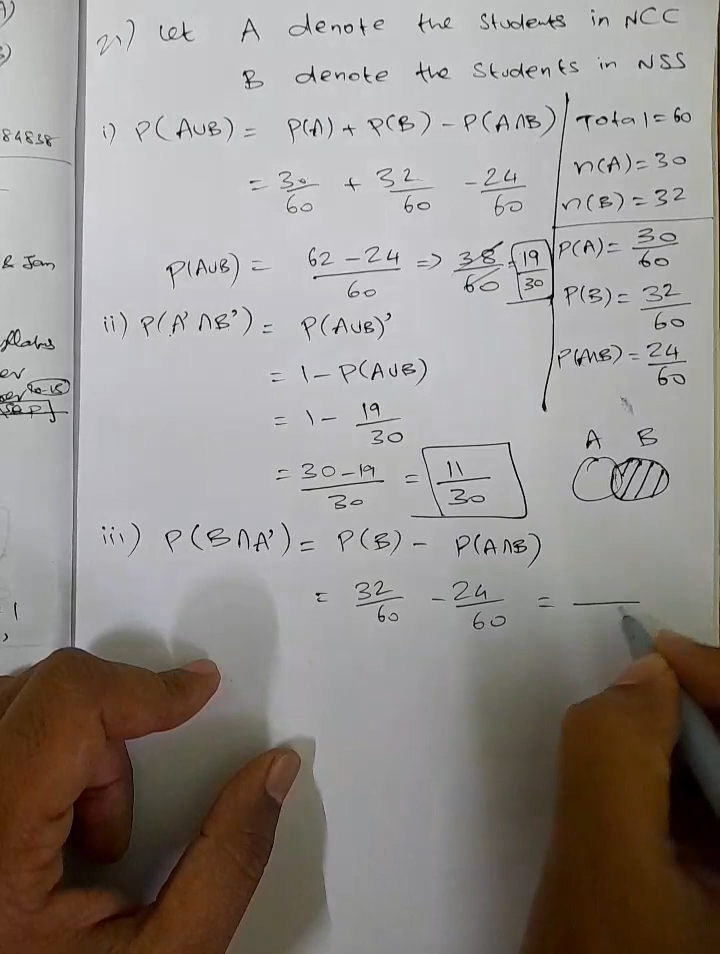 21) Let A denote the students in NCC
B denote the students in NSS
i) P(A∪B) = P(A) + P(B) - P(A∩B)
= 30/60 + 32/60 - 24/60
P(A∪B) = 62-24/60 => 38/60 = 19/30
ii) P(A'∩B') = P(A∪B)'
= 1 - P(A∪B)
= 1 - 19/30
= 30-19/30 = 11/30
iii) P(B∩A') = P(B) - P(A∩B)
= 32/60 - 24/60 =
Total = 60
n(A) = 30
n(B) = 32
P(A) = 30/60
P(B) = 32/60
P(A∩B) = 24/60
A B
84838
& Jan